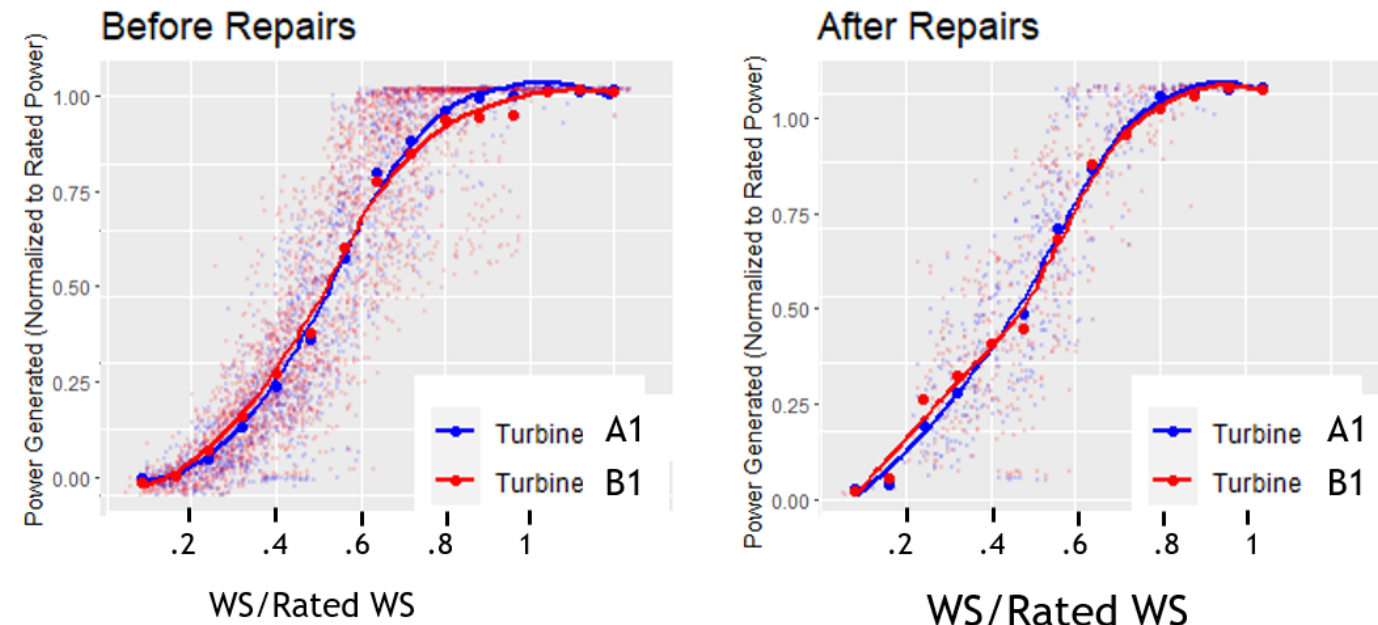 Before Repairs
Power Generated (Normalized to Rated Power)
1.00
0.75
0.50
0.25
0.00
Turbine A1
Turbine B1
.2 .4 .6 .8 1
WS/Rated WS
After Repairs
Power Generated (Normalized to Rated Power)
1.00
0.75
0.50
0.25
0.00
Turbine A1
Turbine B1
.2 .4 .6 .8 1
WS/Rated WS